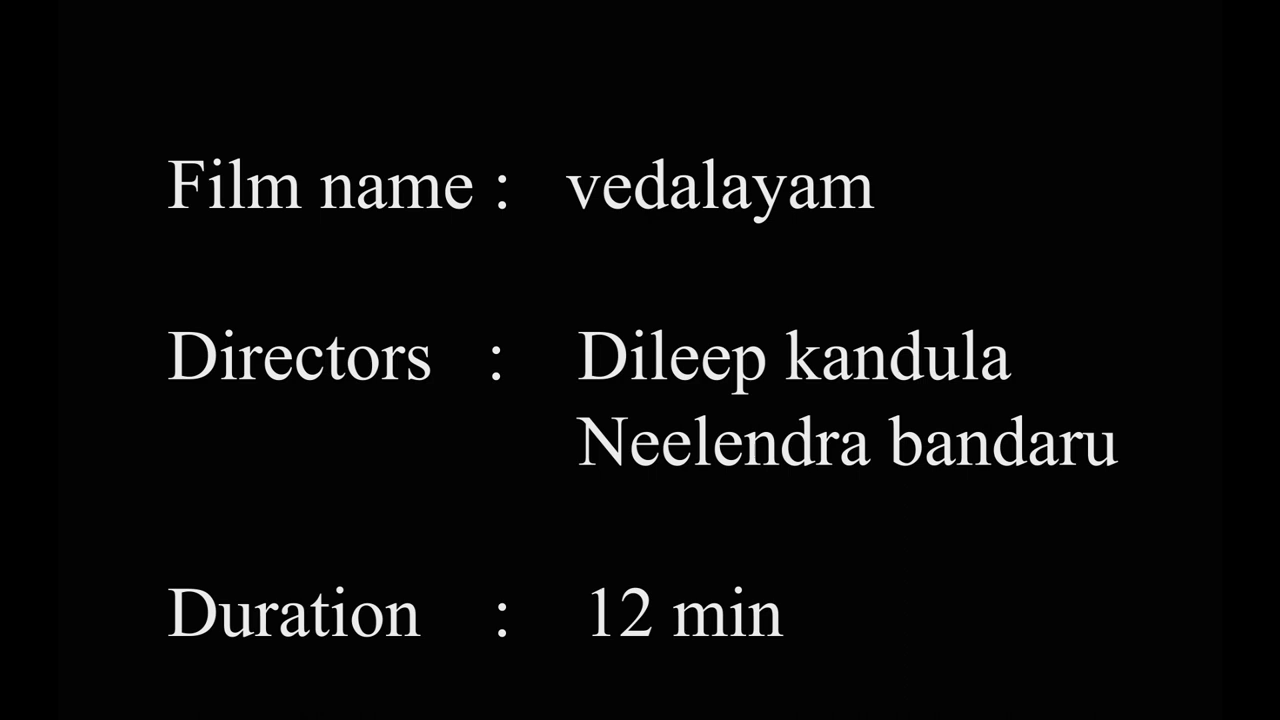 Film name : vedalayam
Directors : Dileep kandula
Neelendra bandaru
Duration : 12 min